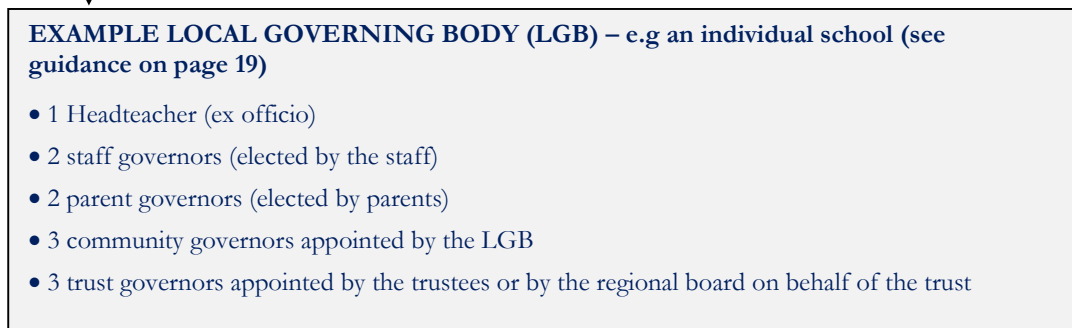 EXAMPLE LOCAL GOVERNING BODY (LGB) – e.g an individual school (see
guidance on page 19)
• 1 Headteacher (ex officio)
• 2 staff governors (elected by the staff)
• 2 parent governors (elected by parents)
• 3 community governors appointed by the LGB
• 3 trust governors appointed by the trustees or by the regional board on behalf of the trust